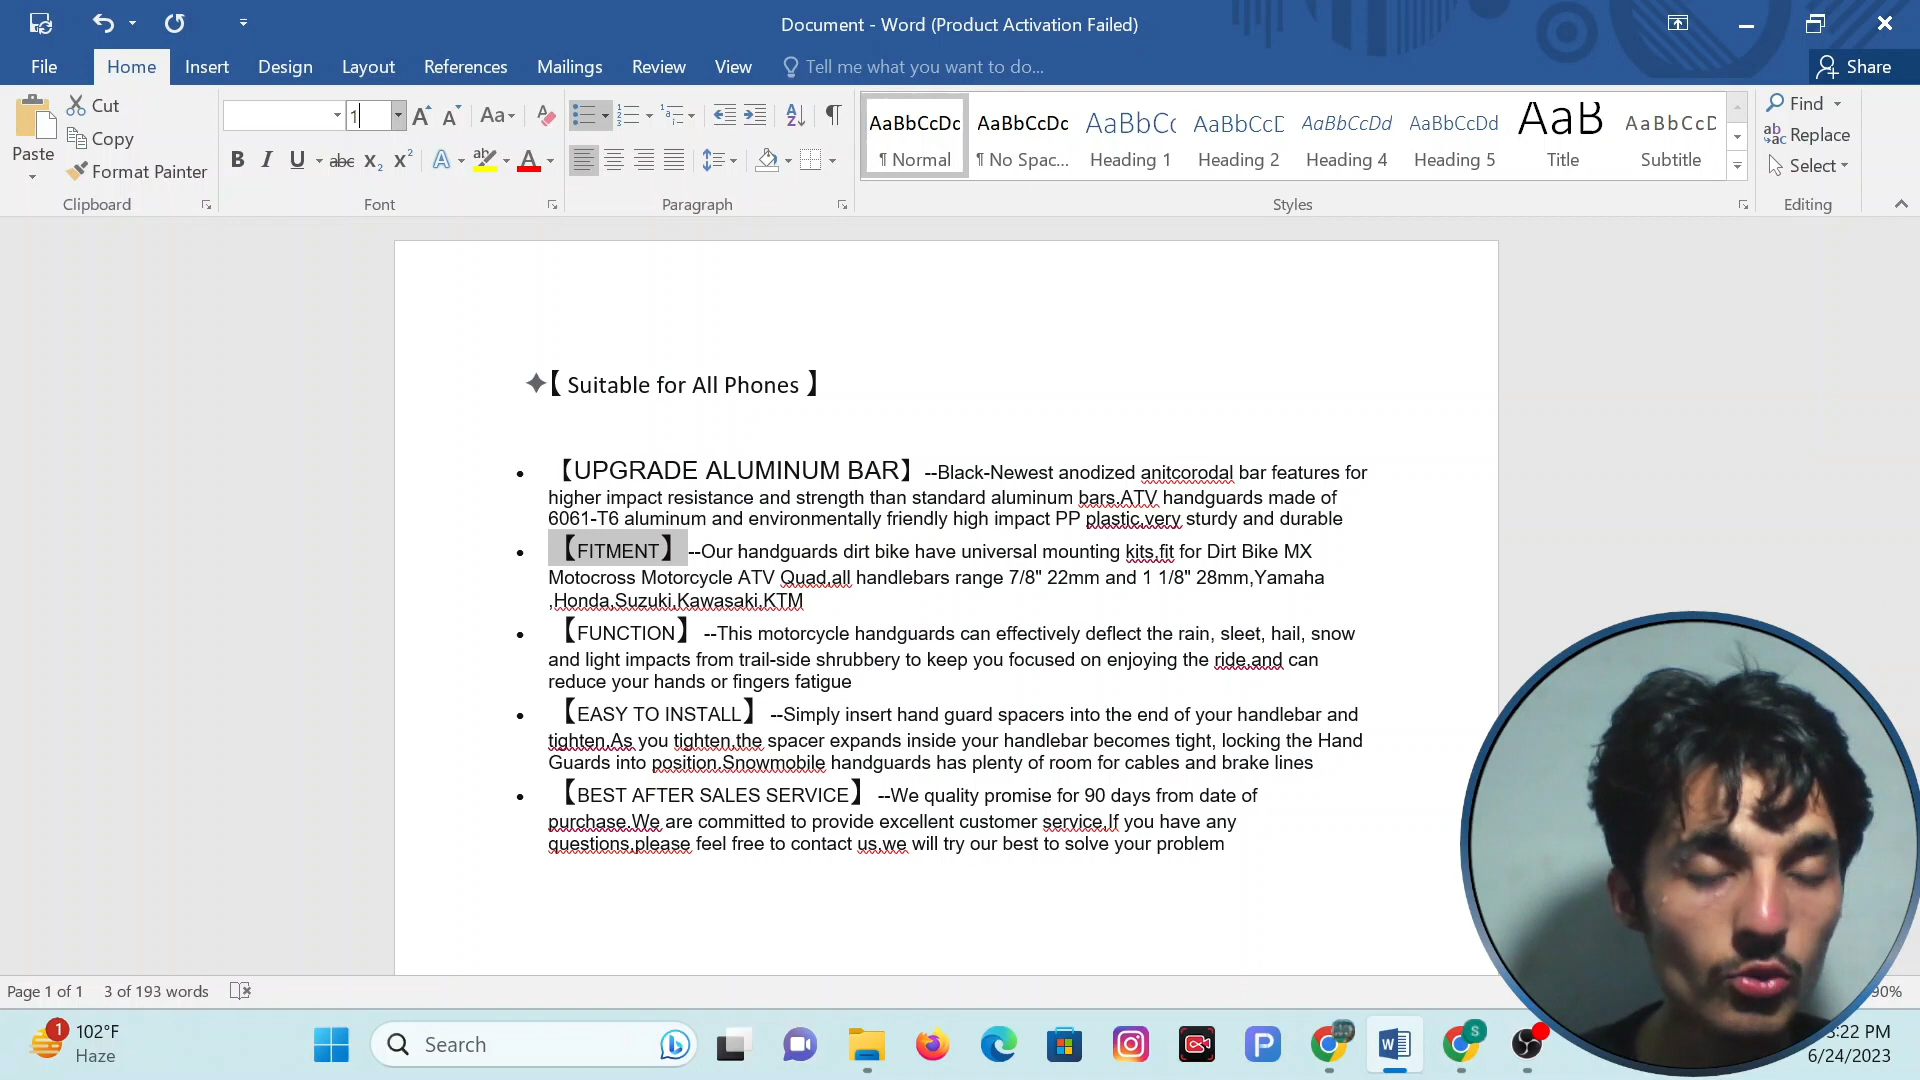 Document - Word (Product Activation Failed)
File Home Insert Design Layout References Mailings Review View Tell me what you want to do... Share
Paste Cut Copy Format Painter
Clipboard
1 Aa
B I U abc X₂ X² A ab A
Font
Paragraph
AaBbCcDc AaBbCcDc AaBbC AaBbCcD AaBbCcDd AaBbCcDd AaB AaBbCcD
¶ Normal ¶ No Spac... Heading 1 Heading 2 Heading 4 Heading 5 Title Subtitle
Styles
Find
Replace
Select
Editing
✦【 Suitable for All Phones 】
• 【UPGRADE ALUMINUM BAR】--Black-Newest anodized anitcorodal bar features for
higher impact resistance and strength than standard aluminum bars.ATV handguards made of
6061-T6 aluminum and environmentally friendly high impact PP plastic,very sturdy and durable
• 【FITMENT】--Our handguards dirt bike have universal mounting kits,fit for Dirt Bike MX
Motocross Motorcycle ATV Quad,all handlebars range 7/8" 22mm and 1 1/8" 28mm,Yamaha
,Honda,Suzuki,Kawasaki,KTM
• 【FUNCTION】 --This motorcycle handguards can effectively deflect the rain, sleet, hail, snow
and light impacts from trail-side shrubbery to keep you focused on enjoying the ride,and can
reduce your hands or fingers fatigue
• 【EASY TO INSTALL】 --Simply insert hand guard spacers into the end of your handlebar and
tighten.As you tighten,the spacer expands inside your handlebar becomes tight, locking the Hand
Guards into position.Snowmobile handguards has plenty of room for cables and brake lines
• 【BEST AFTER SALES SERVICE】 --We quality promise for 90 days from date of
purchase.We are committed to provide excellent customer service,If you have any
questions,please feel free to contact us,we will try our best to solve your problem
Page 1 of 1 3 of 193 words 90%
1 102°F
Haze
Search
:22 PM
6/24/2023